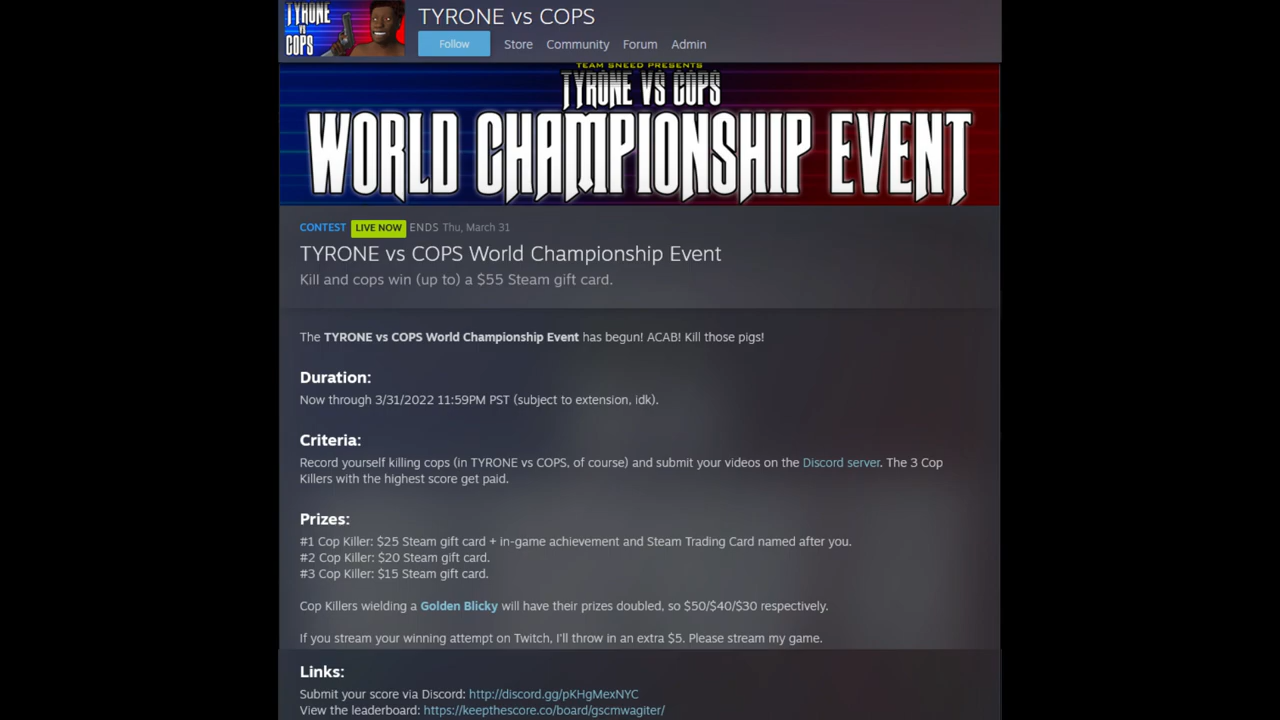 TYRONE
vs
COPS
TYRONE vs COPS
Follow Store Community Forum Admin
TEAM SNEED PRESENTS
TYRONE VS COPS
WORLD CHAMPIONSHIP EVENT
CONTEST LIVE NOW ENDS Thu, March 31
TYRONE vs COPS World Championship Event
Kill and cops win (up to) a $55 Steam gift card.
The TYRONE vs COPS World Championship Event has begun! ACAB! Kill those pigs!
Duration:
Now through 3/31/2022 11:59PM PST (subject to extension, idk).
Criteria:
Record yourself killing cops (in TYRONE vs COPS, of course) and submit your videos on the Discord server. The 3 Cop
Killers with the highest score get paid.
Prizes:
#1 Cop Killer: $25 Steam gift card + in-game achievement and Steam Trading Card named after you.
#2 Cop Killer: $20 Steam gift card.
#3 Cop Killer: $15 Steam gift card.
Cop Killers wielding a Golden Blicky will have their prizes doubled, so $50/$40/$30 respectively.
If you stream your winning attempt on Twitch, I'll throw in an extra $5. Please stream my game.
Links:
Submit your score via Discord: http://discord.gg/pKHgMexNYC
View the leaderboard: https://keepthescore.co/board/gscmwagiter/